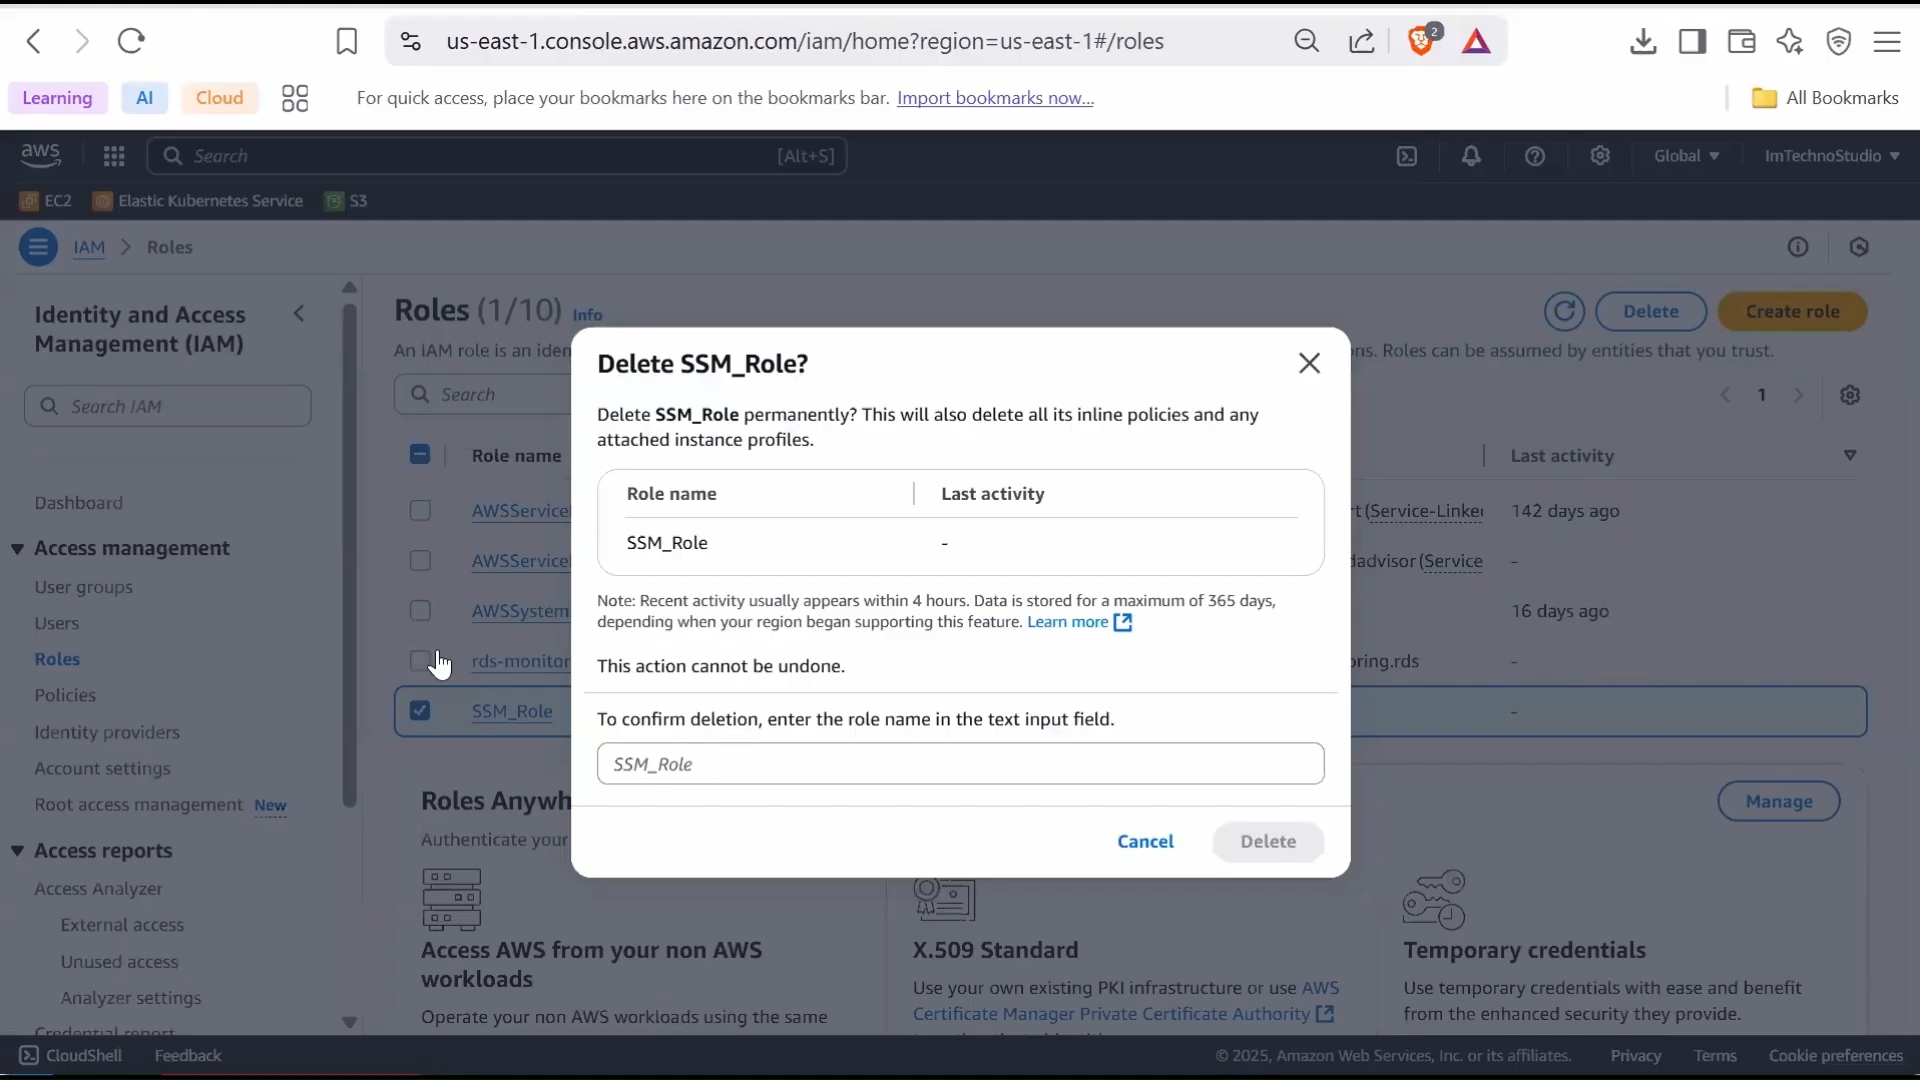 us-east-1.console.aws.amazon.com/iam/home?region=us-east-1#/roles
2
Learning
AI
Cloud
For quick access, place your bookmarks here on the bookmarks bar. Import bookmarks now...
All Bookmarks
aws
Search
[Alt+S]
Global
ImTechnoStudio
EC2
Elastic Kubernetes Service
S3
IAM
Roles
Identity and Access
Management (IAM)
Search IAM
Dashboard
Access management
User groups
Users
Roles
Policies
Identity providers
Account settings
Root access management New
Access reports
Access Analyzer
External access
Unused access
Analyzer settings
Credential report
Roles (1/10) Info
Delete
Create role
An IAM role is an iden
ns. Roles can be assumed by entities that you trust.
Search
1
Role name
Last activity
AWSService
t (Service-Linke
142 days ago
AWSService
dadvisor (Service
-
AWSSystem
16 days ago
rds-monitor
oring.rds
-
SSM_Role
-
Delete SSM_Role?
Delete SSM_Role permanently? This will also delete all its inline policies and any
attached instance profiles.
Role name
Last activity
SSM_Role
-
Note: Recent activity usually appears within 4 hours. Data is stored for a maximum of 365 days,
depending when your region began supporting this feature. Learn more
This action cannot be undone.
To confirm deletion, enter the role name in the text input field.
SSM_Role
Cancel
Delete
Roles Anywh
Manage
Authenticate your
Access AWS from your non AWS
workloads
Operate your non AWS workloads using the same
X.509 Standard
Use your own existing PKI infrastructure or use AWS
Certificate Manager Private Certificate Authority
Temporary credentials
Use temporary credentials with ease and benefit
from the enhanced security they provide.
CloudShell
Feedback
© 2025, Amazon Web Services, Inc. or its affiliates.
Privacy
Terms
Cookie preferences